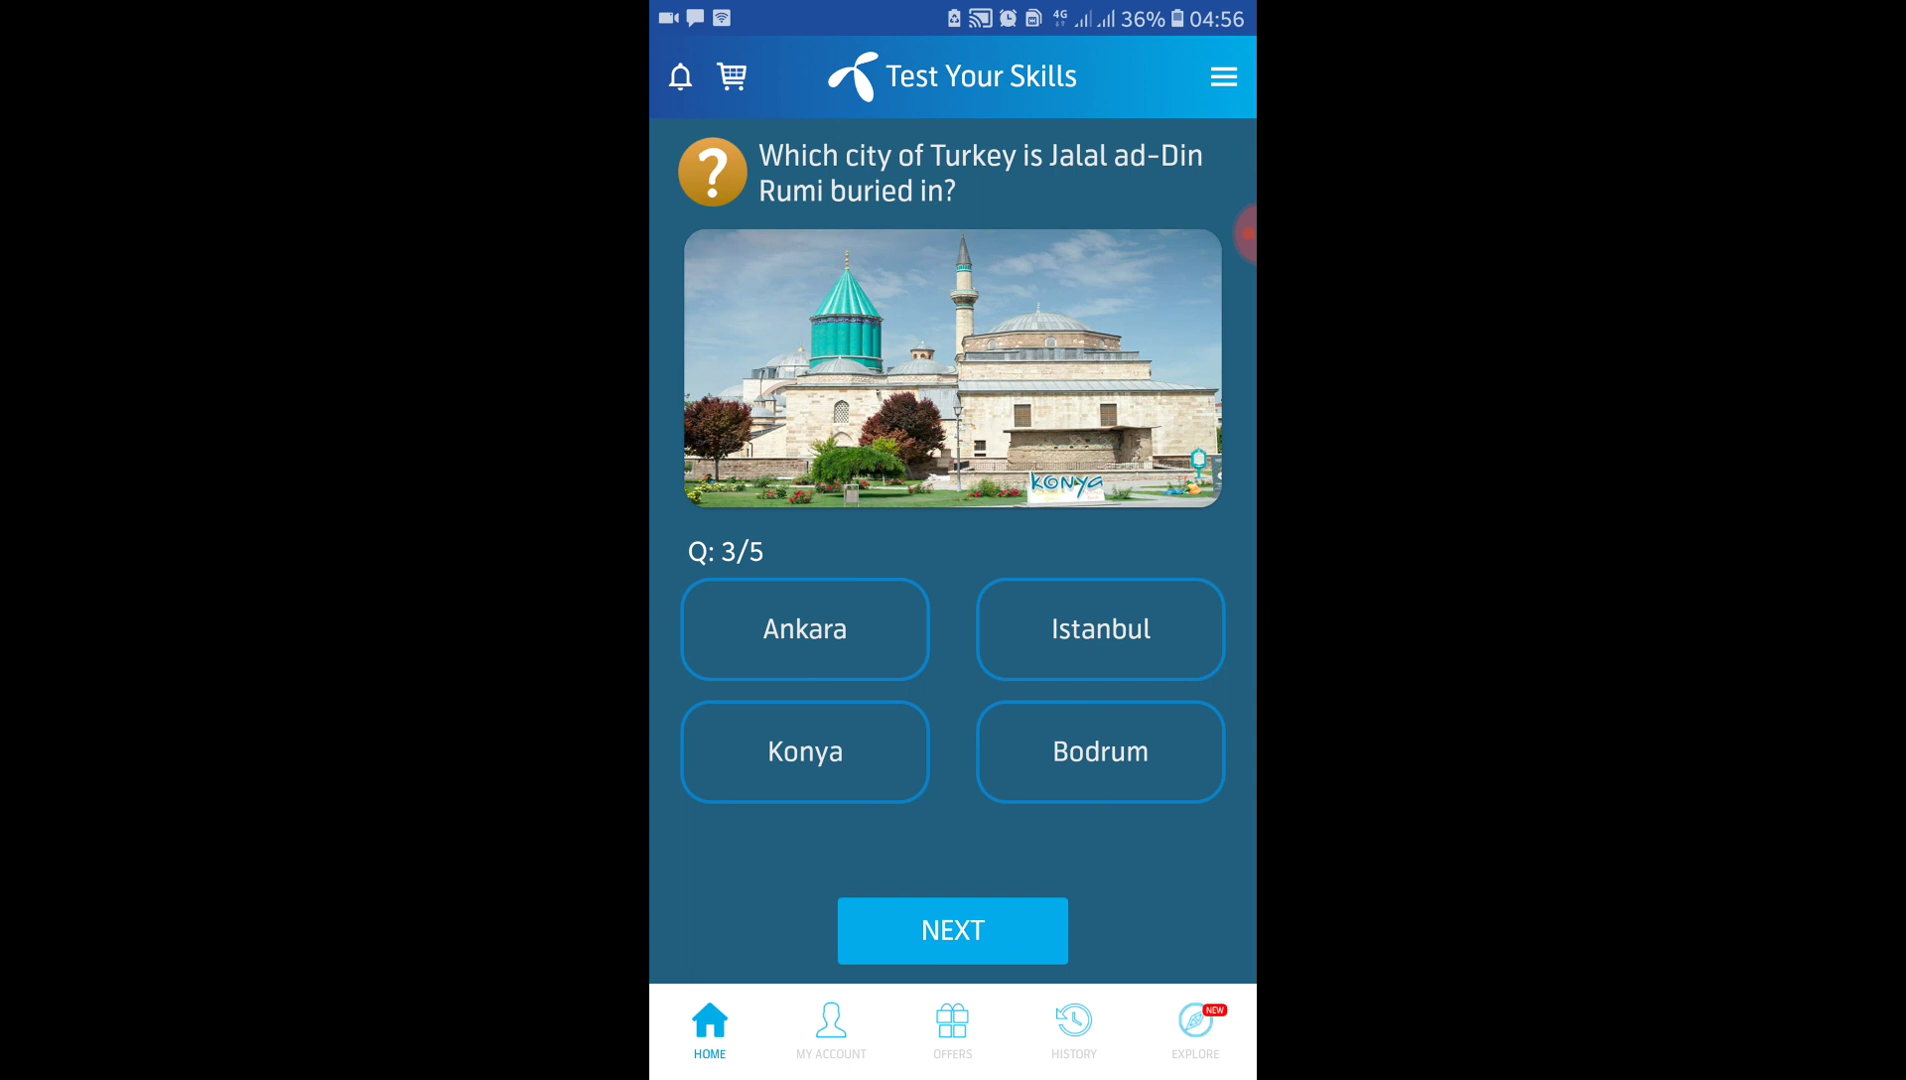 4G 36% 04:56
Test Your Skills
Which city of Turkey is Jalal ad-Din
Rumi buried in?
KONYA
Q: 3/5
Ankara
Istanbul
Konya
Bodrum
NEXT
NEW
HOME
MY ACCOUNT
OFFERS
HISTORY
EXPLORE